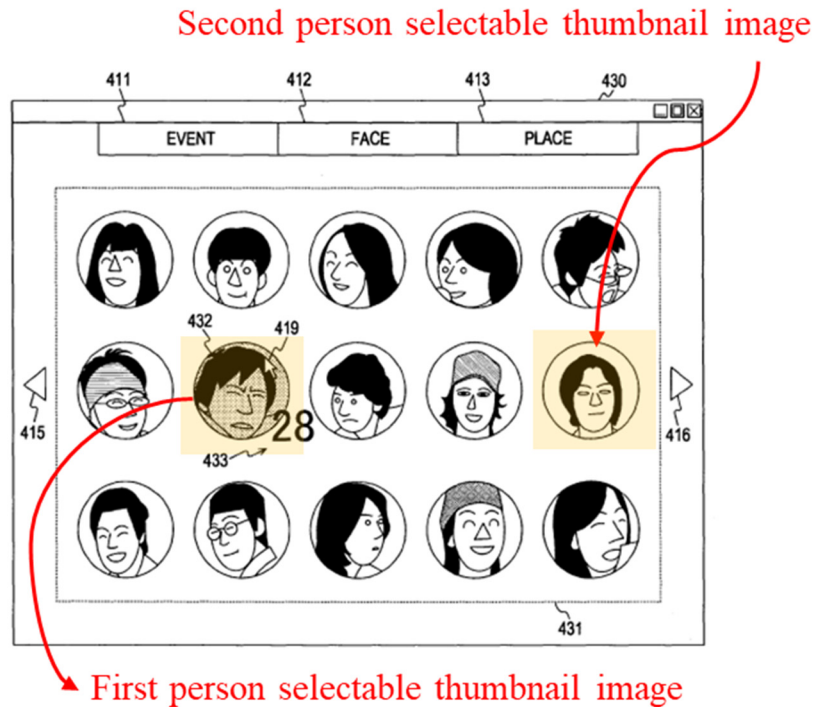 Second person selectable thumbnail image
411 412 413 430
EVENT FACE PLACE
432 419
415 28 416
433
431
First person selectable thumbnail image